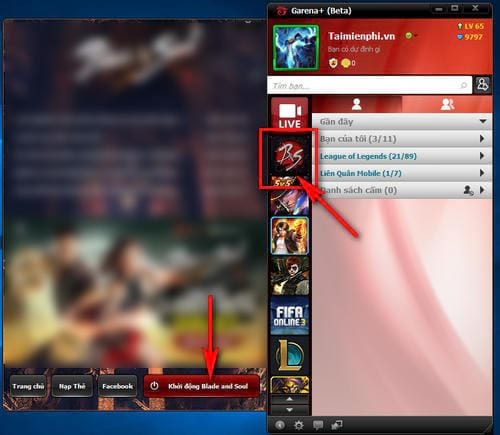 Garena+ (Beta)
Taimienphi.vn
LV 65
9797
Bạn có dự định gì
0
Tìm bạn...
LIVE
Gần đây
Bạn của tôi (3/11)
League of Legends (21/89)
Liên Quân Mobile (1/7)
Danh sách cấm (0)
BS
5v5
FIFA
ONLINE 3
L
Trang chủ
Nạp Thẻ
Facebook
Khởi động Blade and Soul